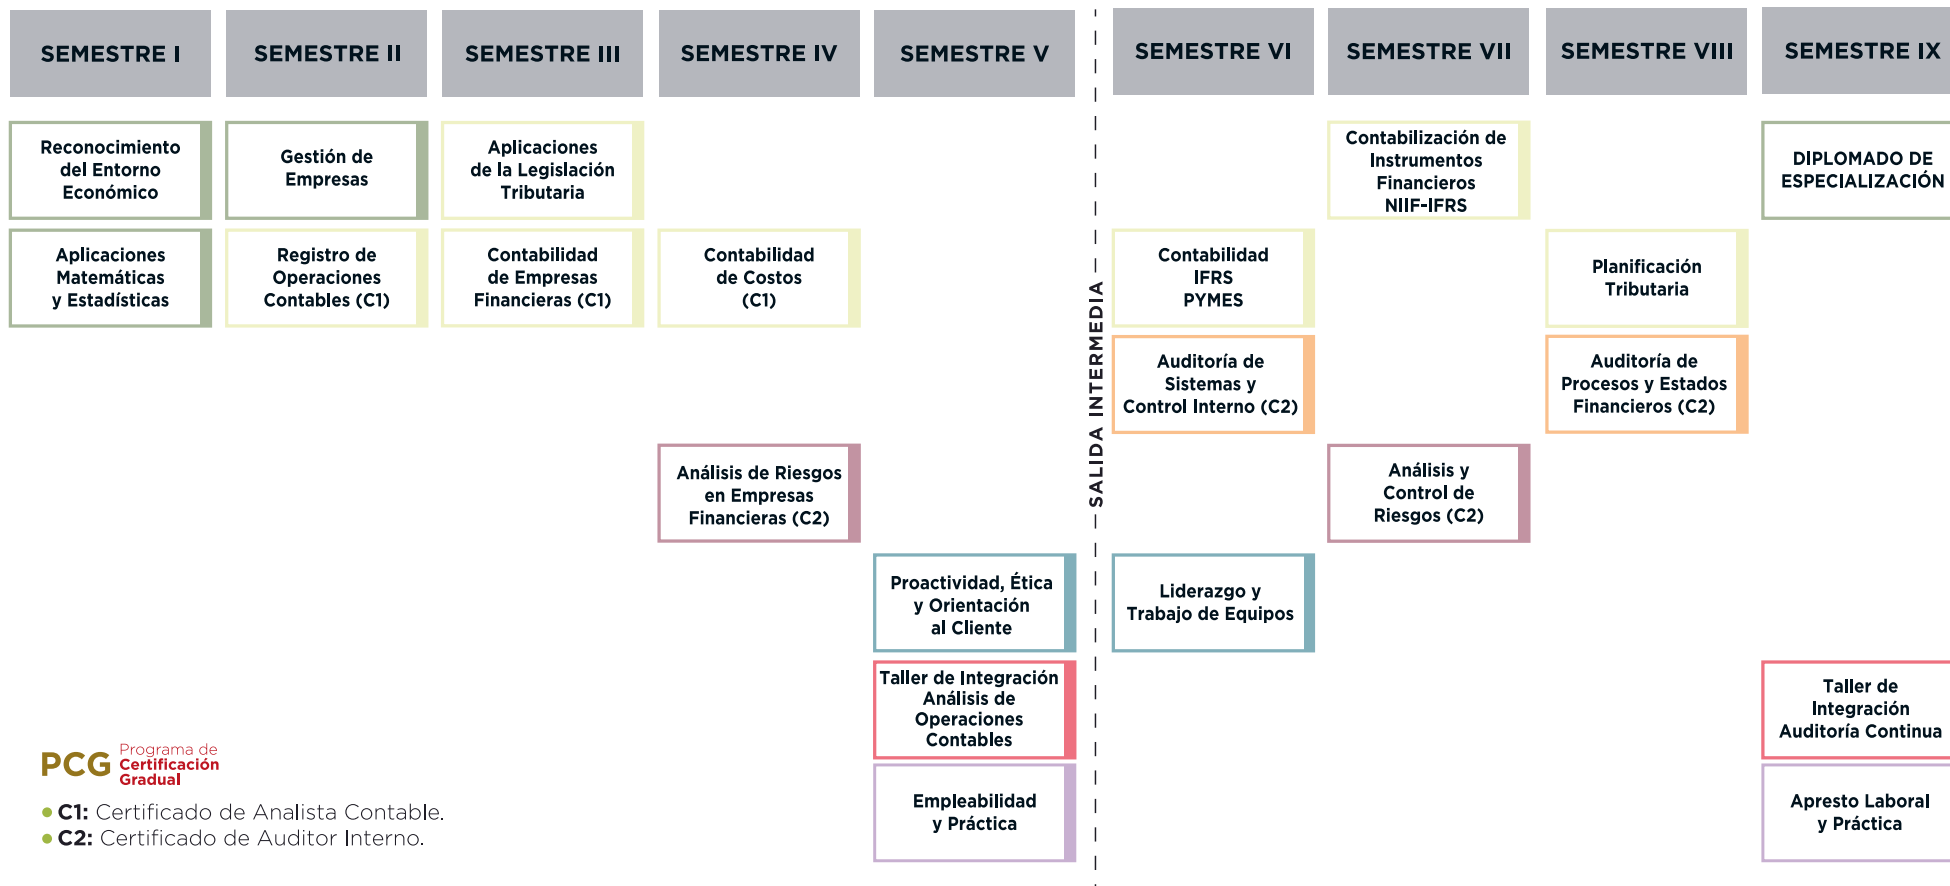 SEMESTRE I
SEMESTRE II
SEMESTRE III
SEMESTRE IV
SEMESTRE V
SEMESTRE VI
SEMESTRE VII
SEMESTRE VIII
SEMESTRE IX
Reconocimiento
del Entorno
Económico
Gestión de
Empresas
Aplicaciones
de la Legislación
Tributaria
Contabilización de
Instrumentos
Financieros
NIIF-IFRS
DIPLOMADO DE
ESPECIALIZACIÓN
Aplicaciones
Matemáticas
y Estadísticas
Registro de
Operaciones
Contables (C1)
Contabilidad
de Empresas
Financieras (C1)
Contabilidad
de Costos
(C1)
Contabilidad
IFRS
PYMES
Planificación
Tributaria
SALIDA INTERMEDIA
Auditoría de
Sistemas y
Control Interno (C2)
Auditoría de
Procesos y Estados
Financieros (C2)
Análisis de Riesgos
en Empresas
Financieras (C2)
Análisis y
Control de
Riesgos (C2)
Proactividad, Ética
y Orientación
al Cliente
Liderazgo y
Trabajo de Equipos
Taller de Integración
Análisis de
Operaciones
Contables
Taller de
Integración
Auditoría Continua
Empleabilidad
y Práctica
Apresto Laboral
y Práctica
PCG Programa de
Certificación
Gradual
• C1: Certificado de Analista Contable.
• C2: Certificado de Auditor Interno.